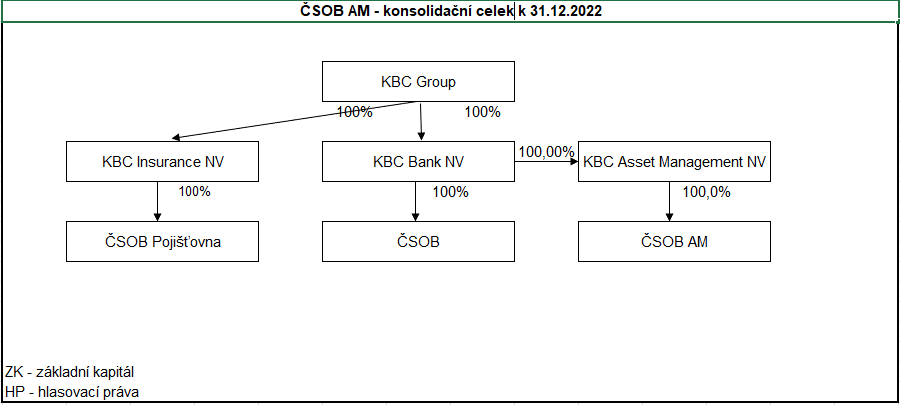 ČSOB AM - konsolidační celek k 31.12.2022
KBC Group
100%
100%
KBC Insurance NV
KBC Bank NV
100,00%
KBC Asset Management NV
100%
100%
100,0%
ČSOB Pojišťovna
ČSOB
ČSOB AM
ZK - základní kapitál
HP - hlasovací práva